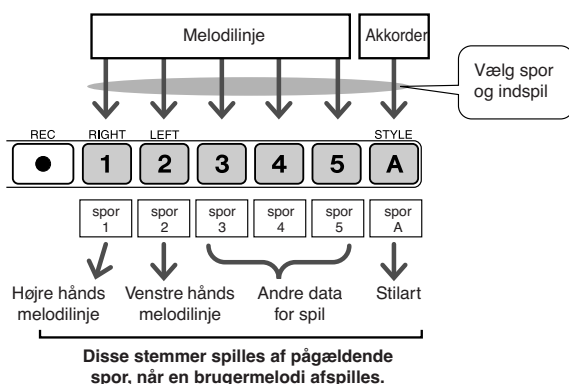 Melodilinje
Akkorder
Vælg spor
og indspil
REC
RIGHT
LEFT
STYLE
1
2
3
4
5
A
spor
1
spor
2
spor
3
spor
4
spor
5
spor
A
Højre hånds
melodilinje
Venstre hånds
melodilinje
Andre data
for spil
Stilart
Disse stemmer spilles af pågældende
spor, når en brugermelodi afspilles.